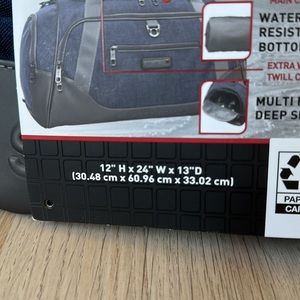 MAIN C
WATER
RESIST
BOTTO
EXTRA V
TWILL C
MULTI
DEEP S
12" H x 24" W x 13"D
(30.48 cm x 60.96 cm x 33.02 cm)
PAP
CAR